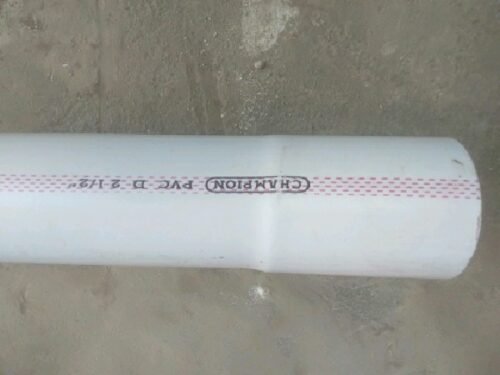 CHAMPION PVC D 2 1/2"